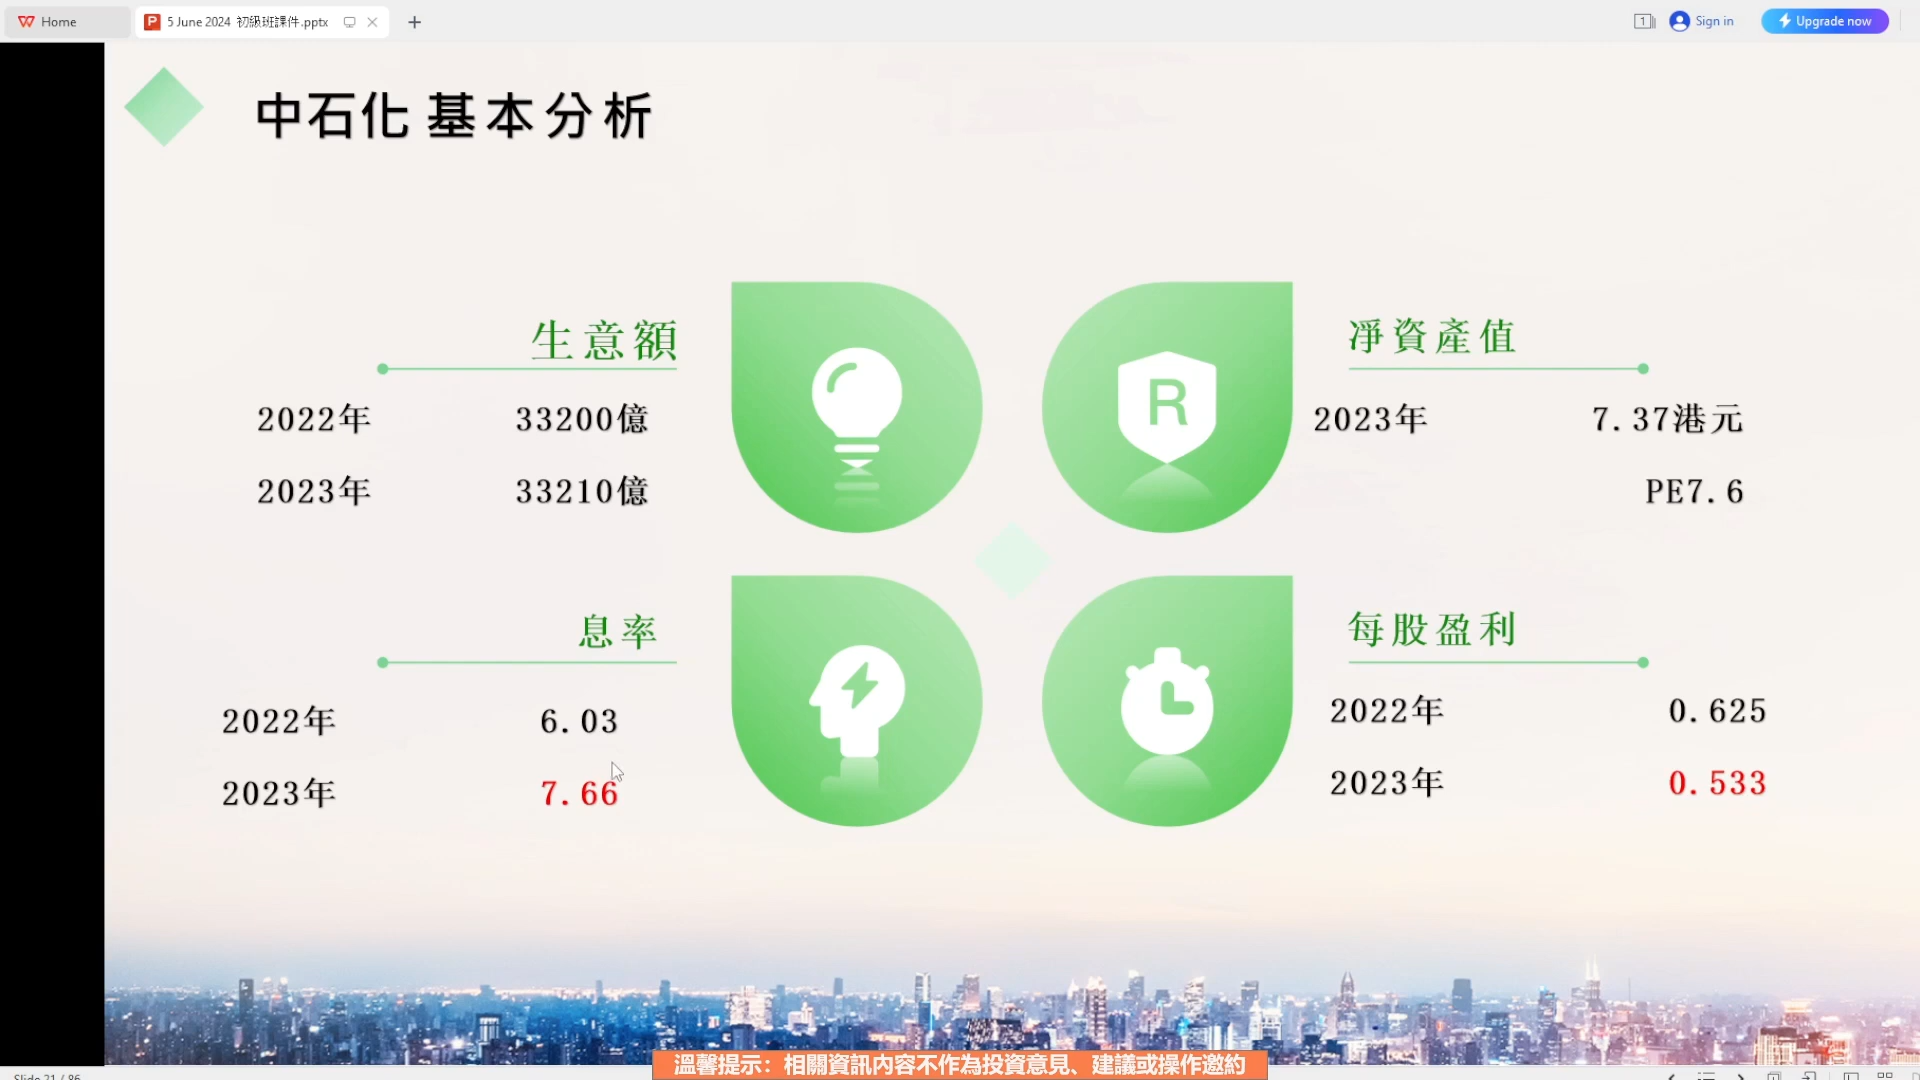 Home
5 June 2024 初級班課件.pptx
Sign in
Upgrade now
中石化 基本分析
生意額
2022年 33200億
2023年 33210億
淨資產值
2023年 7.37港元
PE7.6
息率
2022年 6.03
2023年 7.66
每股盈利
2022年 0.625
2023年 0.533
R
溫馨提示：相關資訊内容不作為投資意見、建議或操作邀約
Slide 21 / 86